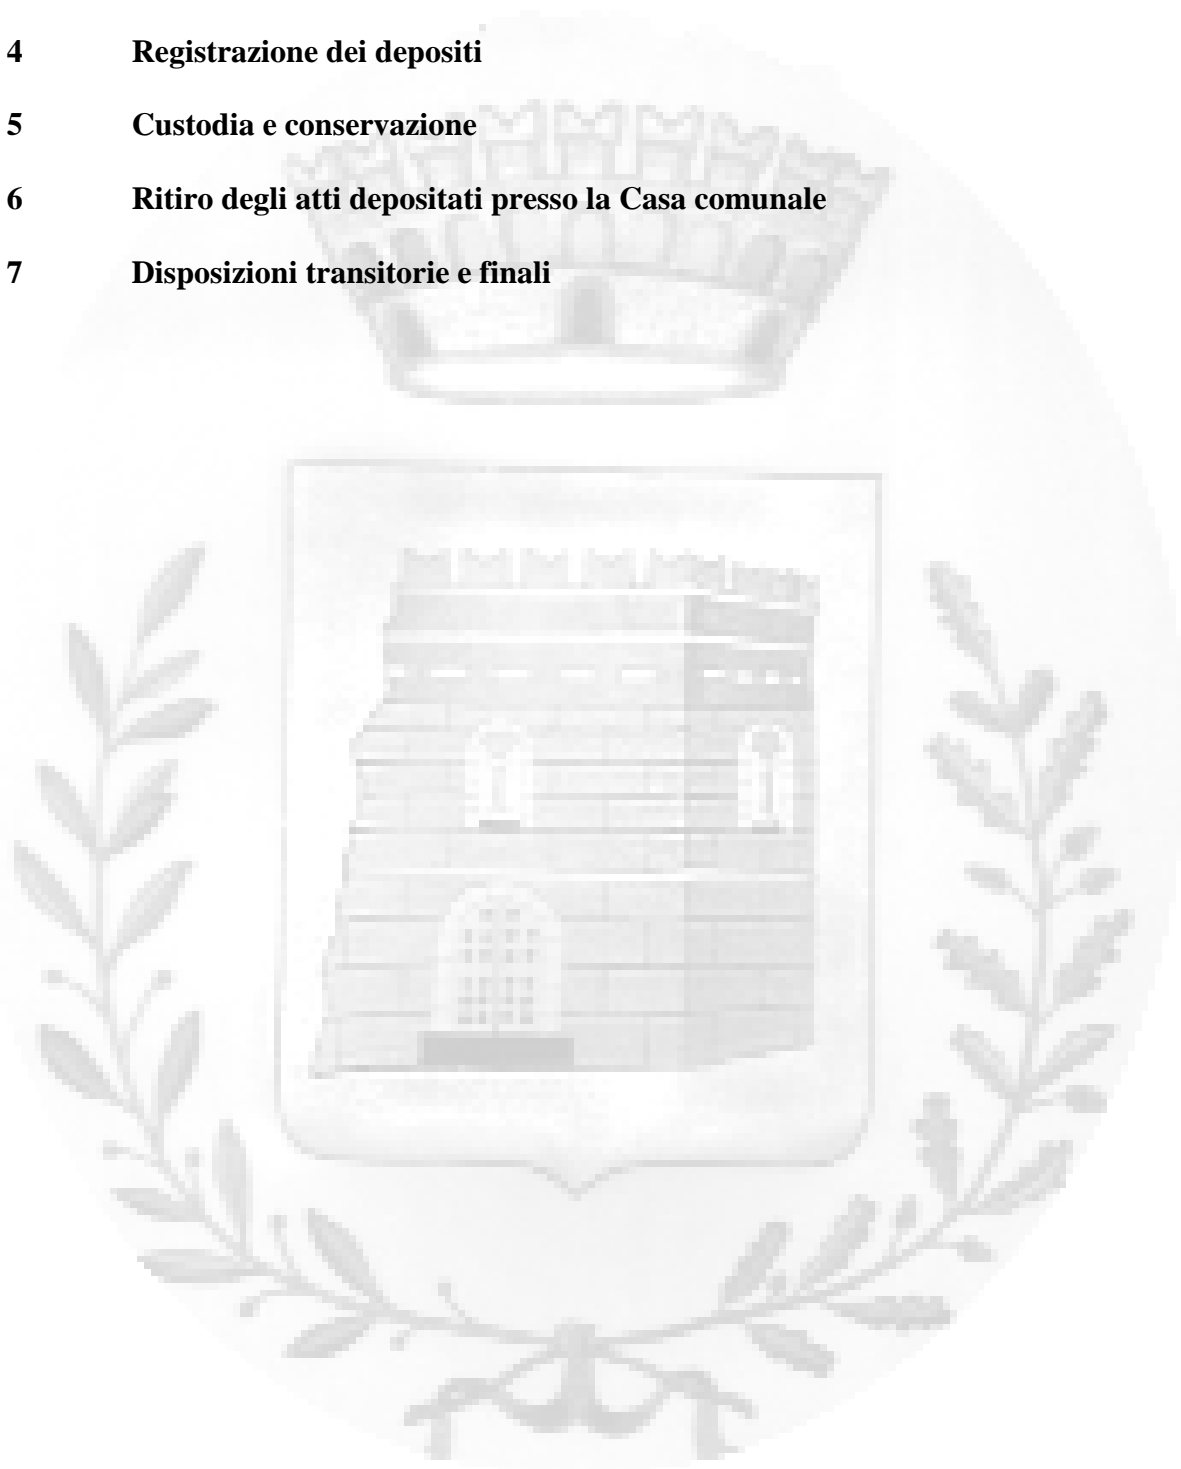 4 Registrazione dei depositi
5 Custodia e conservazione
6 Ritiro degli atti depositati presso la Casa comunale
7 Disposizioni transitorie e finali